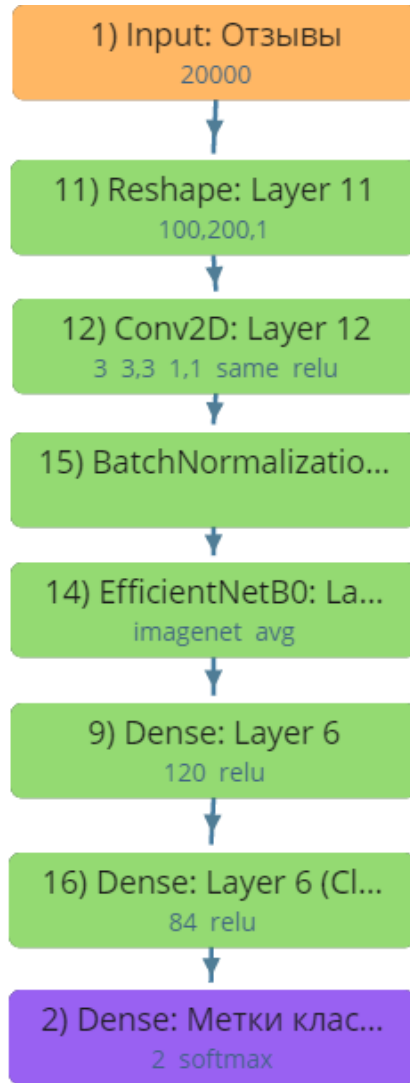 1) Input: Отзывы
20000
11) Reshape: Layer 11
100,200,1
12) Conv2D: Layer 12
3 3,3 1,1 same relu
15) BatchNormalizatio...
14) EfficientNetB0: La...
imagenet avg
9) Dense: Layer 6
120 relu
16) Dense: Layer 6 (Cl...
84 relu
2) Dense: Метки клас...
2 softmax